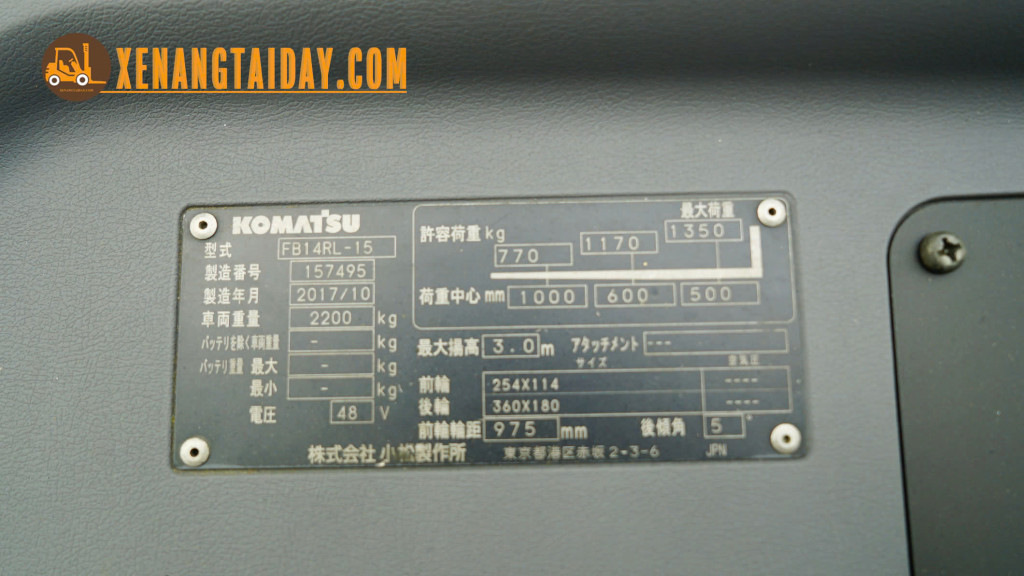 XENANGTAIDAY.COM
KOMATSU
型式 FB14RL-15
製造番号 157495
製造年月 2017/10
車両重量 2200 kg
バッテリを除く車両重量 - kg
バッテリ重量 最大 - kg
最小 - kg
電圧 48 V
最大荷重
許容荷重 kg 770 1170 1350
荷重中心 mm 1000 600 500
最大揚高 3.0 m アタッチメント ---
サイズ 空気圧
前輪 254X114 ----
後輪 360X180 ----
前輪輪距 975 mm 後傾角 5
株式会社 小松製作所 東京都港区赤坂2-3-6 JPN